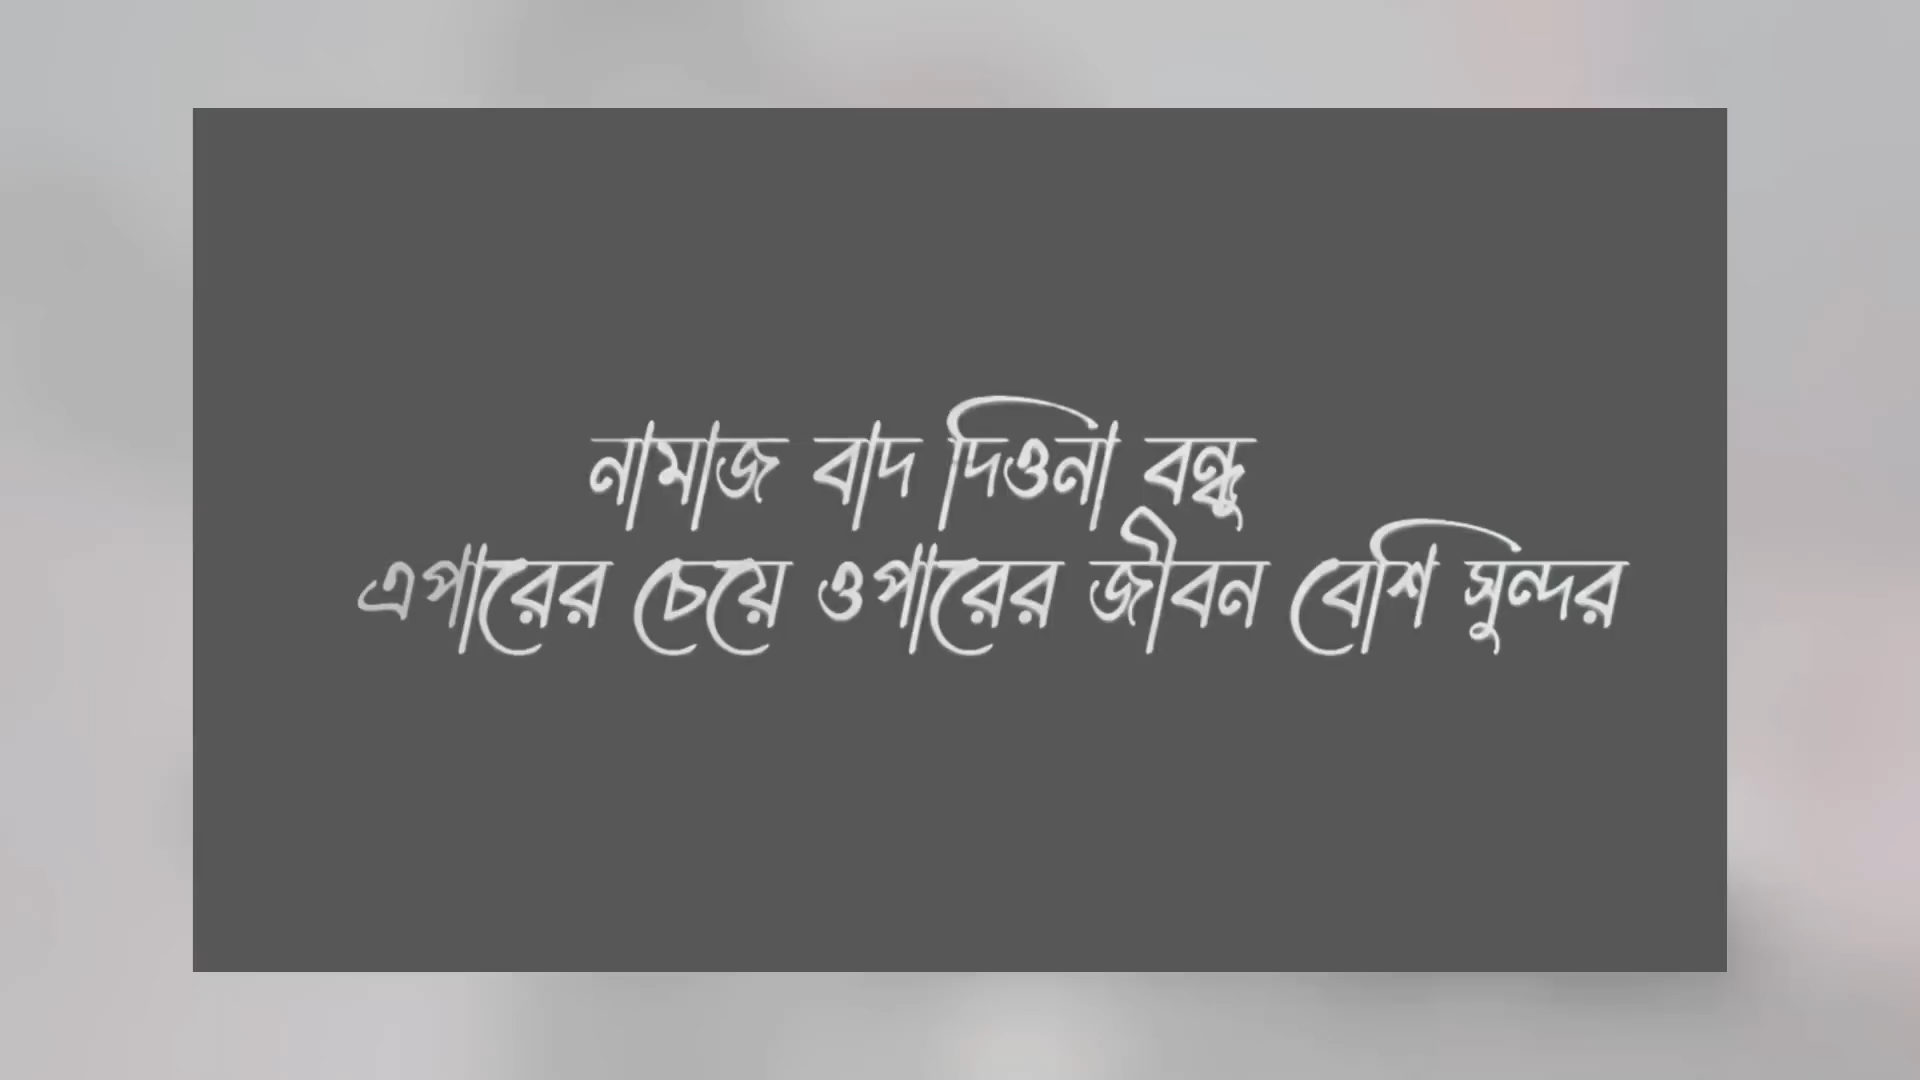 নামাজ বাদ দিওনা বন্ধু
এপারের চেয়ে ওপারের জীবন বেশি সুন্দর